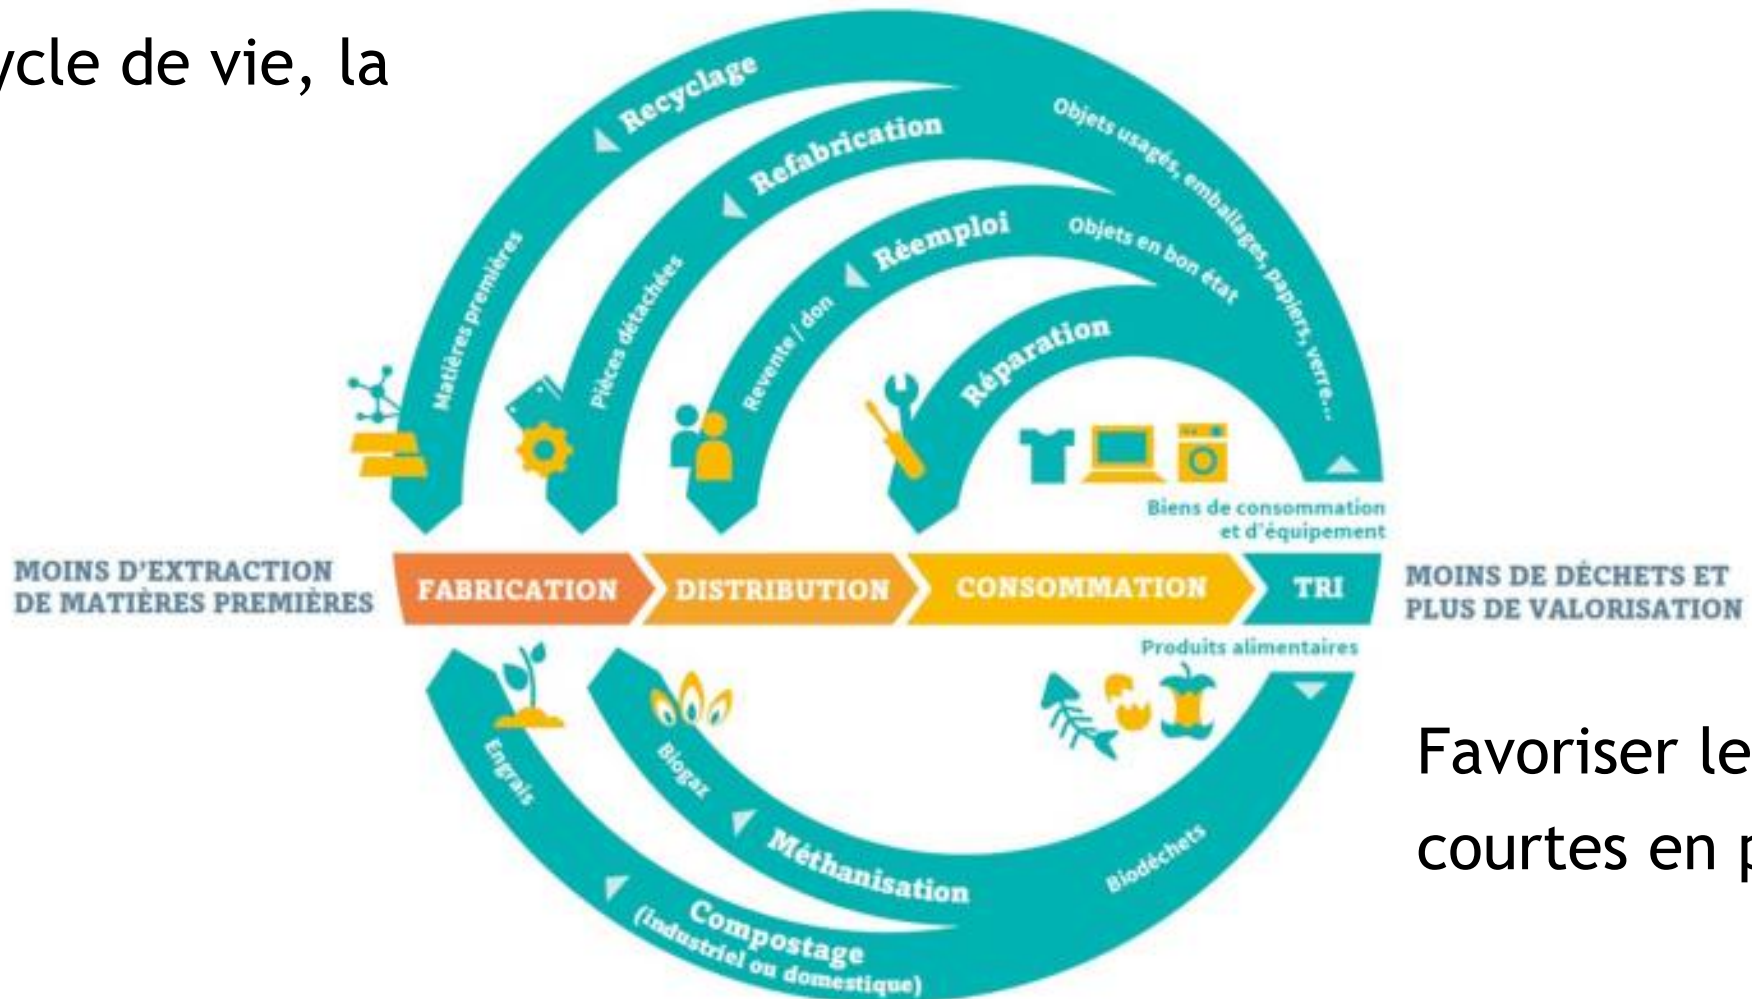 ycle de vie, la
Recyclage
Refabrication
Réemploi
Réparation
Objets usagés, emballages, papiers, verre...
Objets en bon état
Matières premières
Pièces détachées
Revente / don
Biens de consommation
et d'équipement
MOINS D'EXTRACTION
DE MATIÈRES PREMIÈRES
FABRICATION
DISTRIBUTION
CONSOMMATION
TRI
MOINS DE DÉCHETS ET
PLUS DE VALORISATION
Produits alimentaires
Engrais
Biogaz
Méthanisation
Biodéchets
Compostage
(industriel ou domestique)
Favoriser le
courtes en p